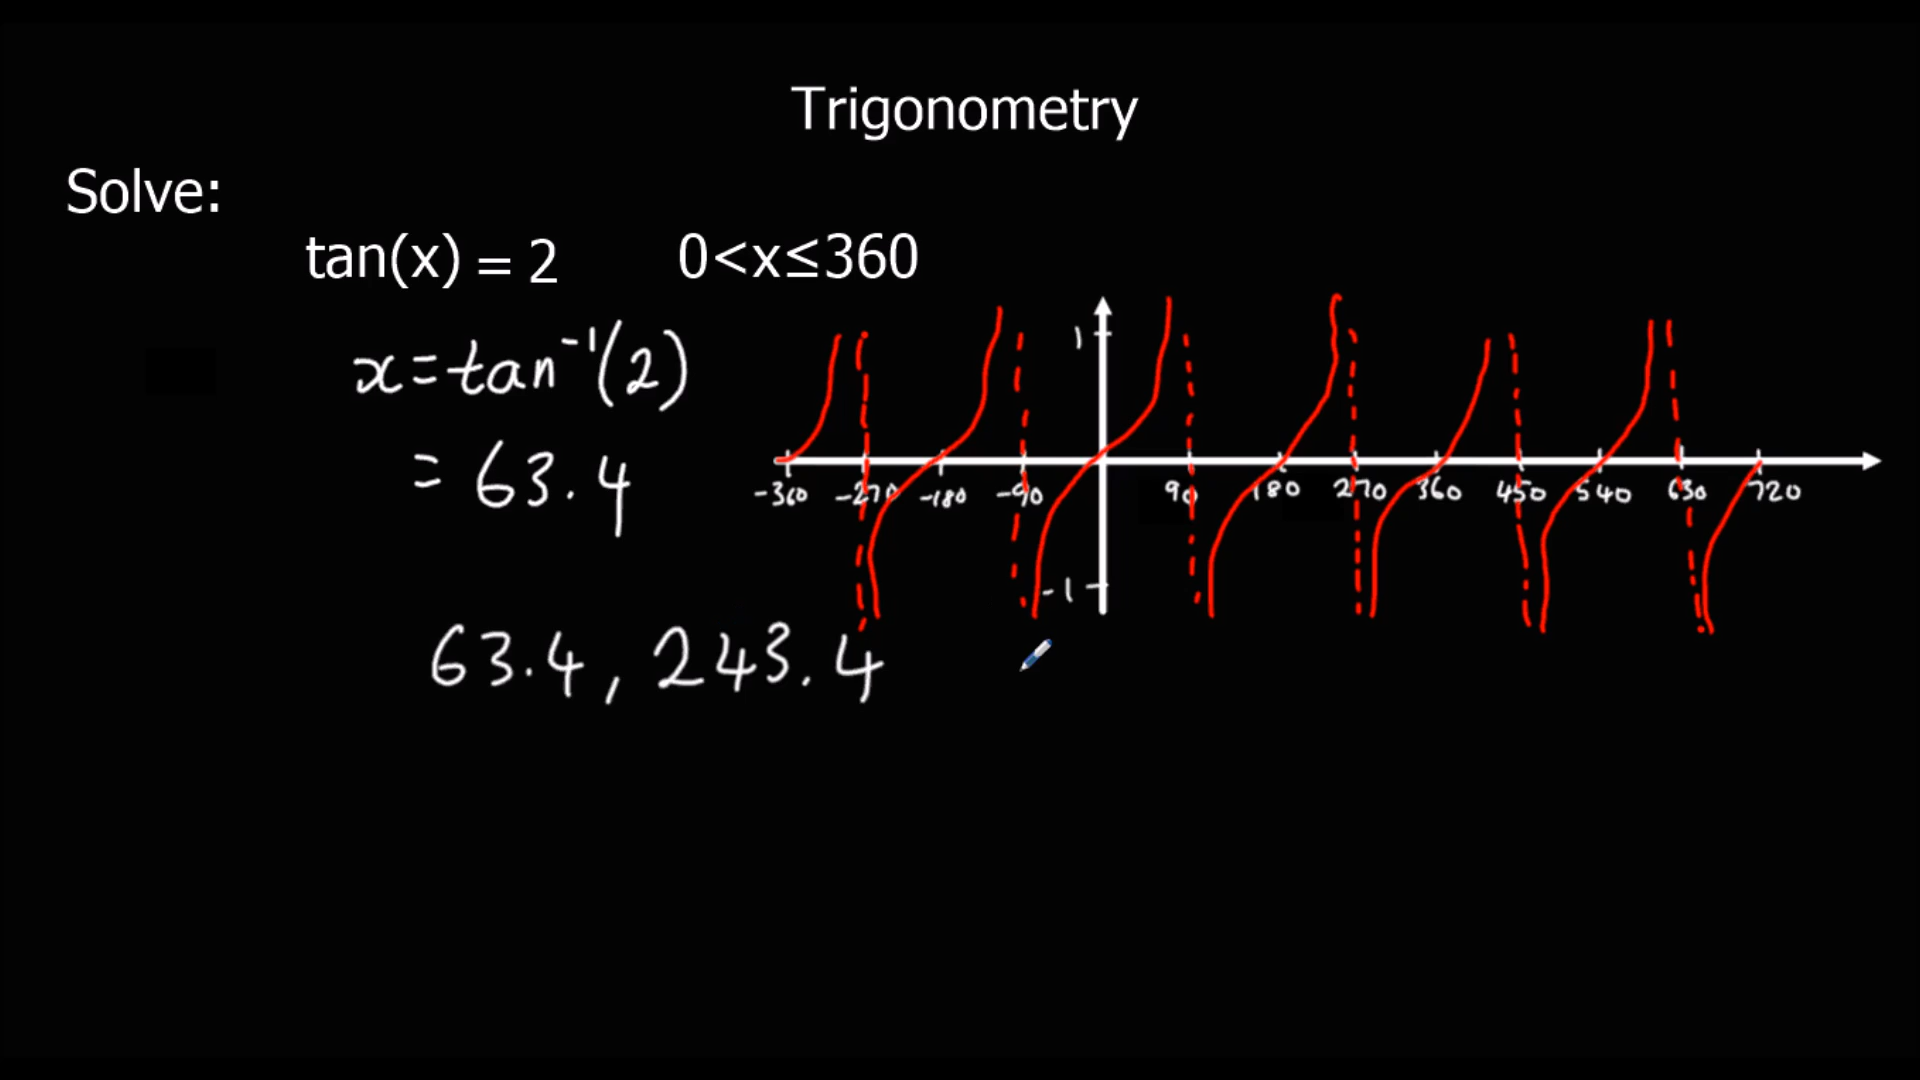 Trigonometry
Solve:
tan(x) = 2 0<x≤360
x = tan⁻¹(2)
= 63.4
1
-360 -270 -180 -90 90 180 270 360 450 540 630 720
-1
63.4, 243.4